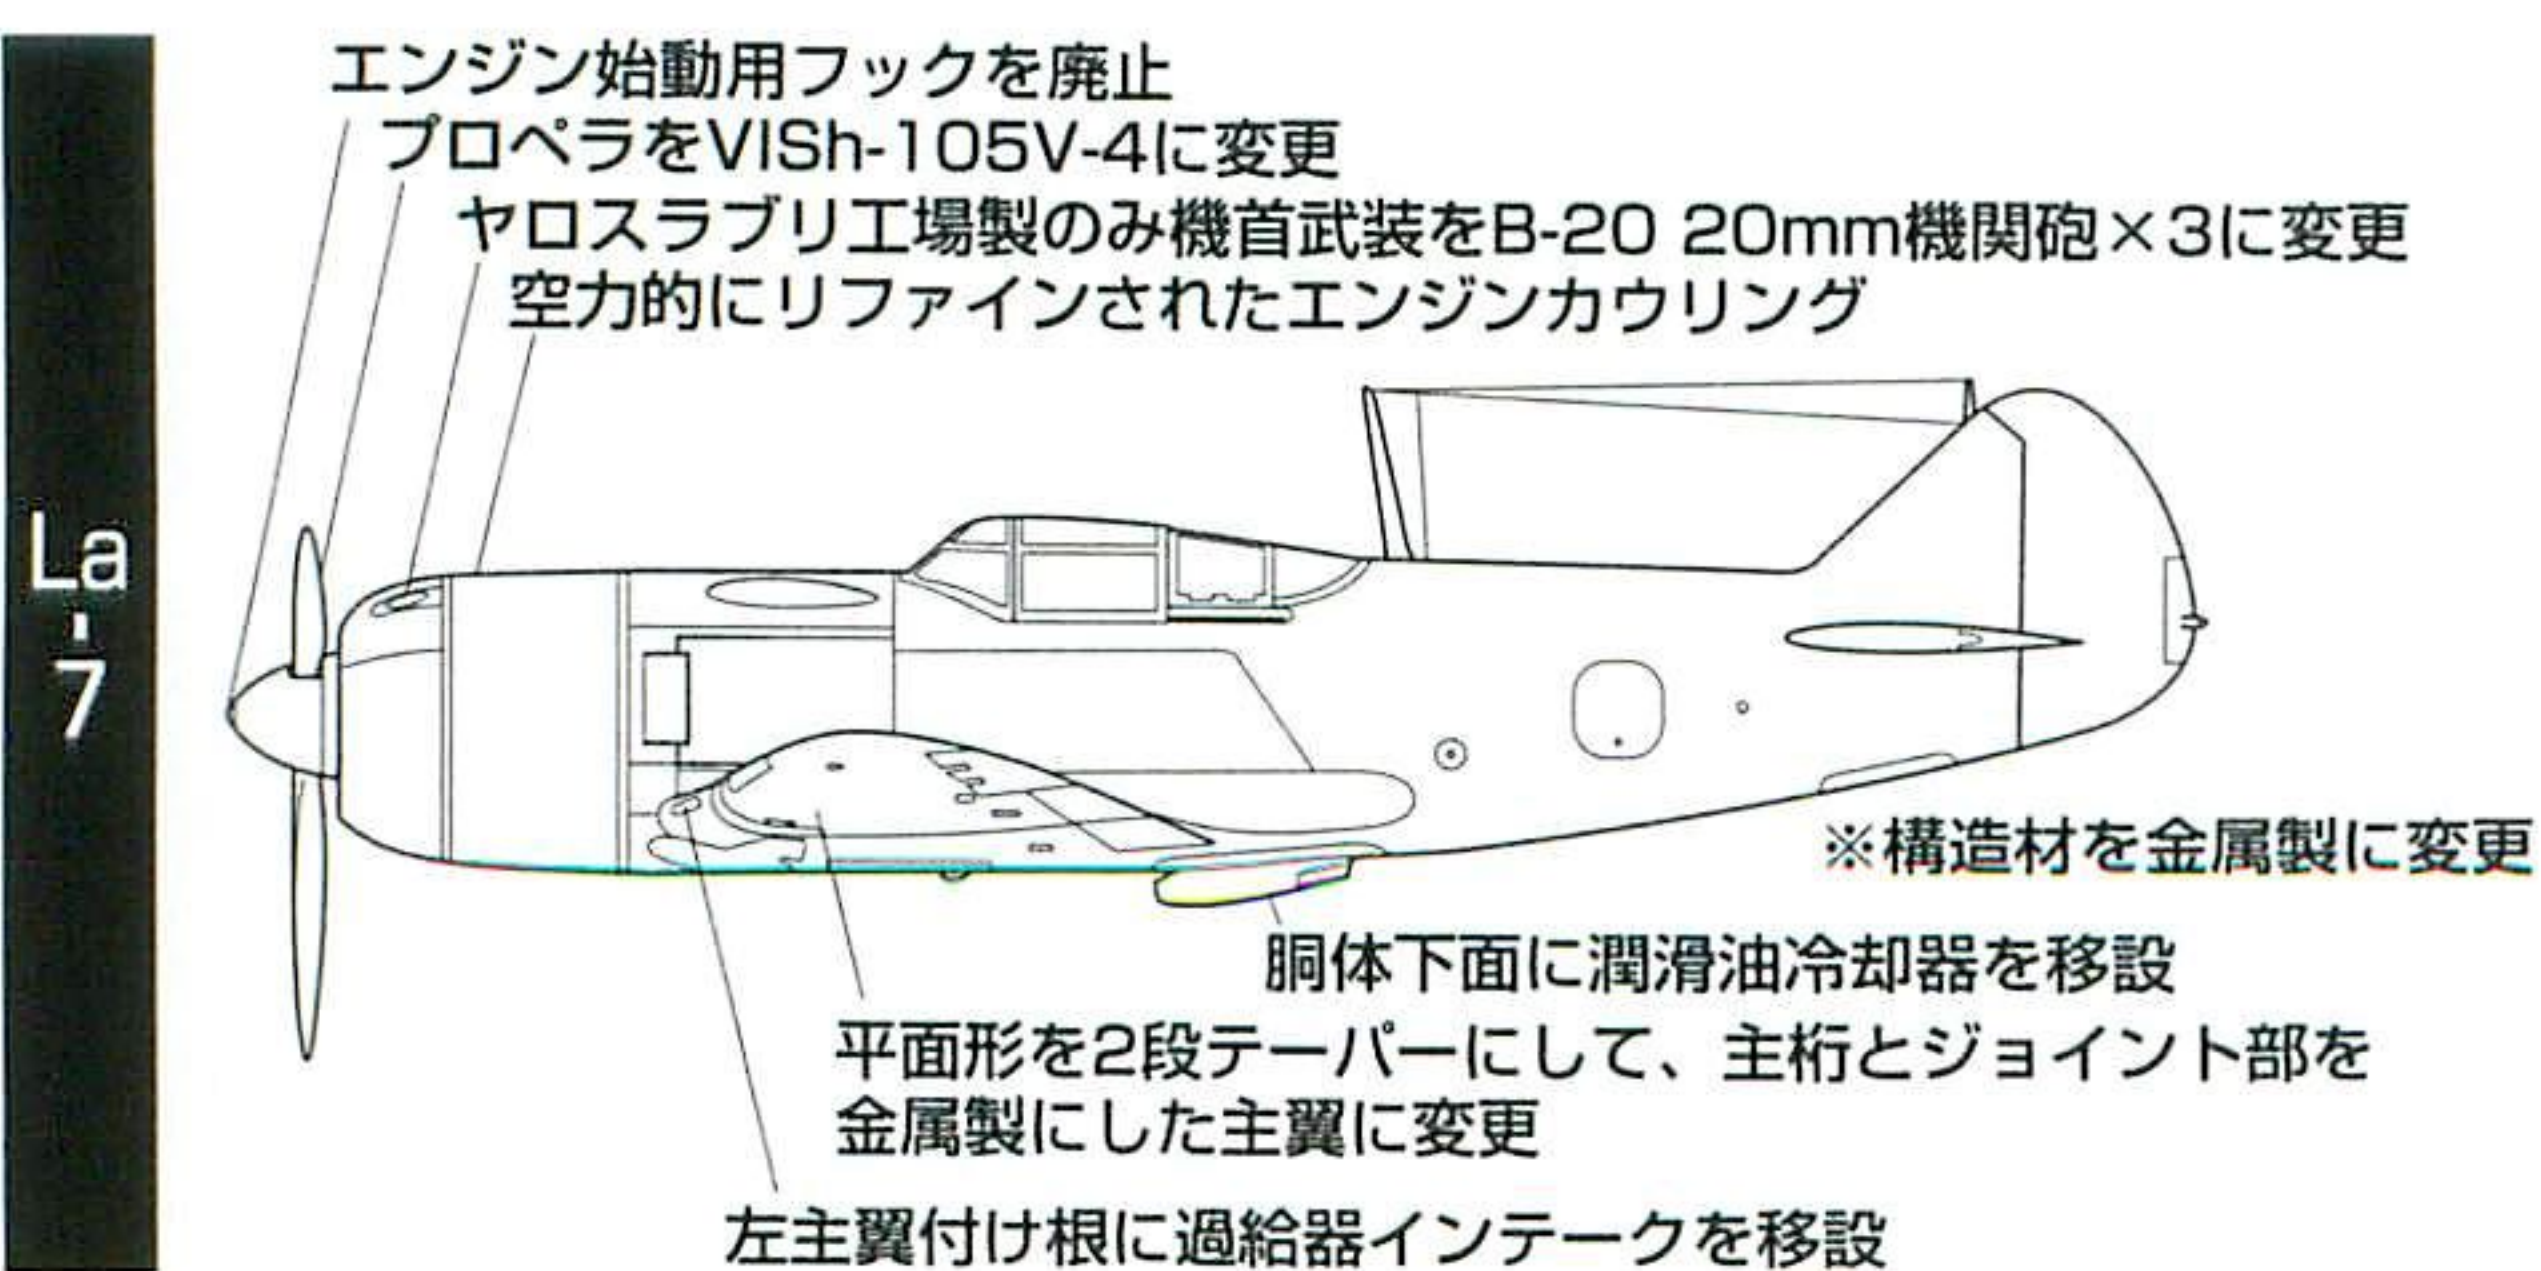 エンジン始動用フックを廃止
プロペラをVISh-105V-4に変更
ヤロスラブリ工場製のみ機首武装をB-20 20mm機関砲×3に変更
空力的にリファインされたエンジンカウリング
La-7
※構造材を金属製に変更
胴体下面に潤滑油冷却器を移設
平面形を2段テーパーにして、主桁とジョイント部を
金属製にした主翼に変更
左主翼付け根に過給器インテークを移設